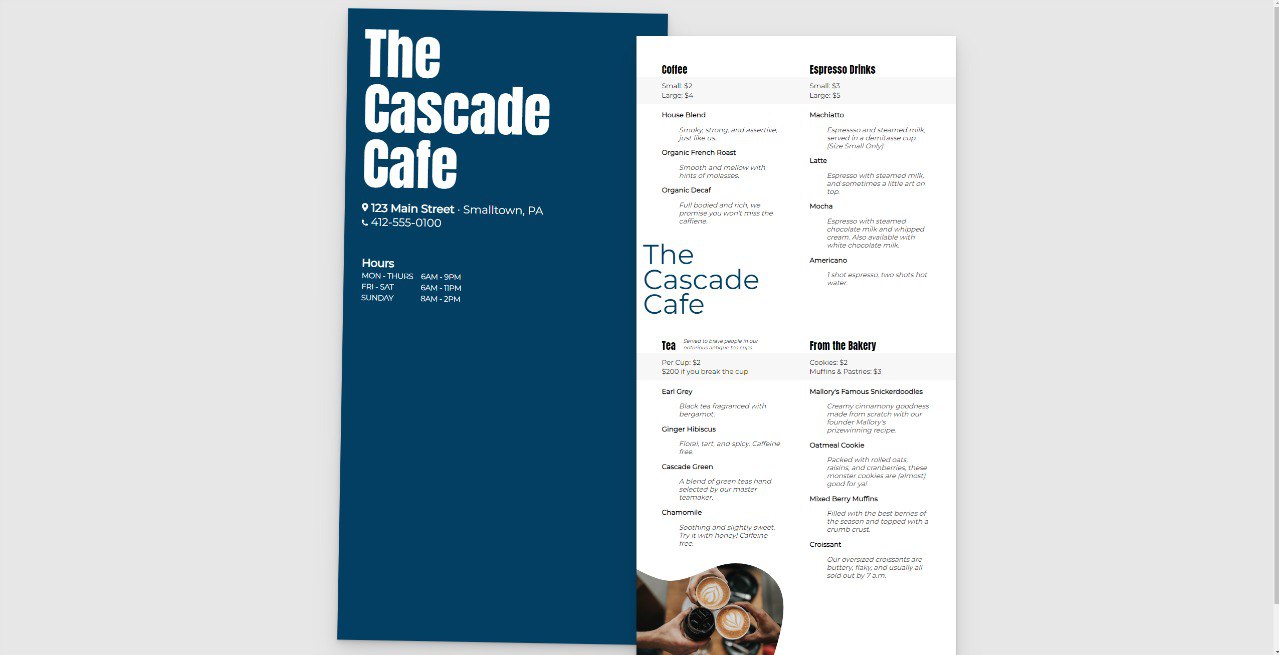 The
Cascade
Cafe
123 Main Street · Smalltown, PA
412-555-0100
Hours
MON - THURS 6AM - 9PM
FRI - SAT 6AM - 11PM
SUNDAY 8AM - 2PM
Coffee
Small: $2
Large: $4
House Blend
Smoky, strong, and assertive,
just like us.
Organic French Roast
Smooth and mellow with
hints of molasses.
Organic Decaf
Full bodied and rich, we
promise you won't miss the
caffiene.
Espresso Drinks
Small: $3
Large: $5
Machiatto
Espressso and steamed milk,
served in a demitasse cup
(Size Small Only)
Latte
Espresso with steamed milk,
and sometimes a little art on
top.
Mocha
Espresso with steamed
chocolate milk and whipped
cream. Also available with
white chocolate milk.
Americano
1 shot espresso, two shots hot
water.
The
Cascade
Cafe
Tea
Served to brave people in our
notorious antique tea cups
Per Cup: $2
$200 if you break the cup
Earl Grey
Black tea fragranced with
bergamot.
Ginger Hibiscus
Floral, tart, and spicy. Caffeine
free.
Cascade Green
A blend of green teas hand
selected by our master
teamaker.
Chamomile
Soothing and slightly sweet.
Try it with honey! Caffeine
free.
From the Bakery
Cookies: $2
Muffins & Pastries: $3
Mallory's Famous Snickerdoodles
Creamy cinnamony goodness
made from scratch with our
founder Mallory's
prizewinning recipe.
Oatmeal Cookie
Packed with rolled oats,
raisins, and cranberries, these
monster cookies are (almost)
good for ya!
Mixed Berry Muffins
Filled with the best berries of
the season and topped with a
crumb crust.
Croissant
Our oversized croissants are
buttery, flaky, and usually all
sold out by 7 a.m.